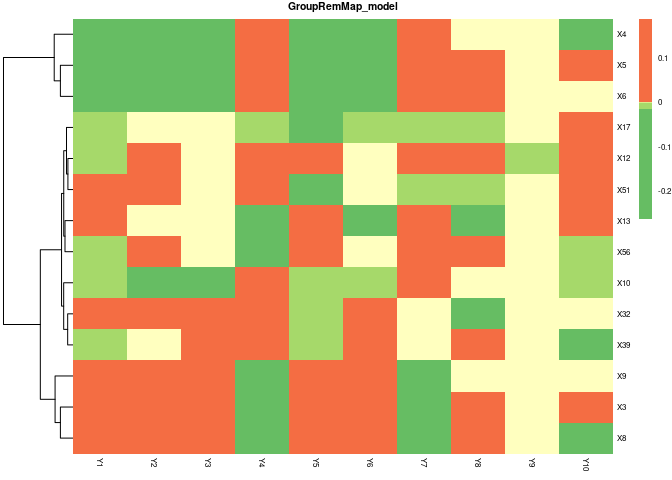 GroupRemMap_model
X4
X5
X6
X17
X12
X51
X13
X56
X10
X32
X39
X9
X3
X8
0.1
0
-0.1
-0.2
Y1 Y2 Y3 Y4 Y5 Y6 Y7 Y8 Y9 Y10